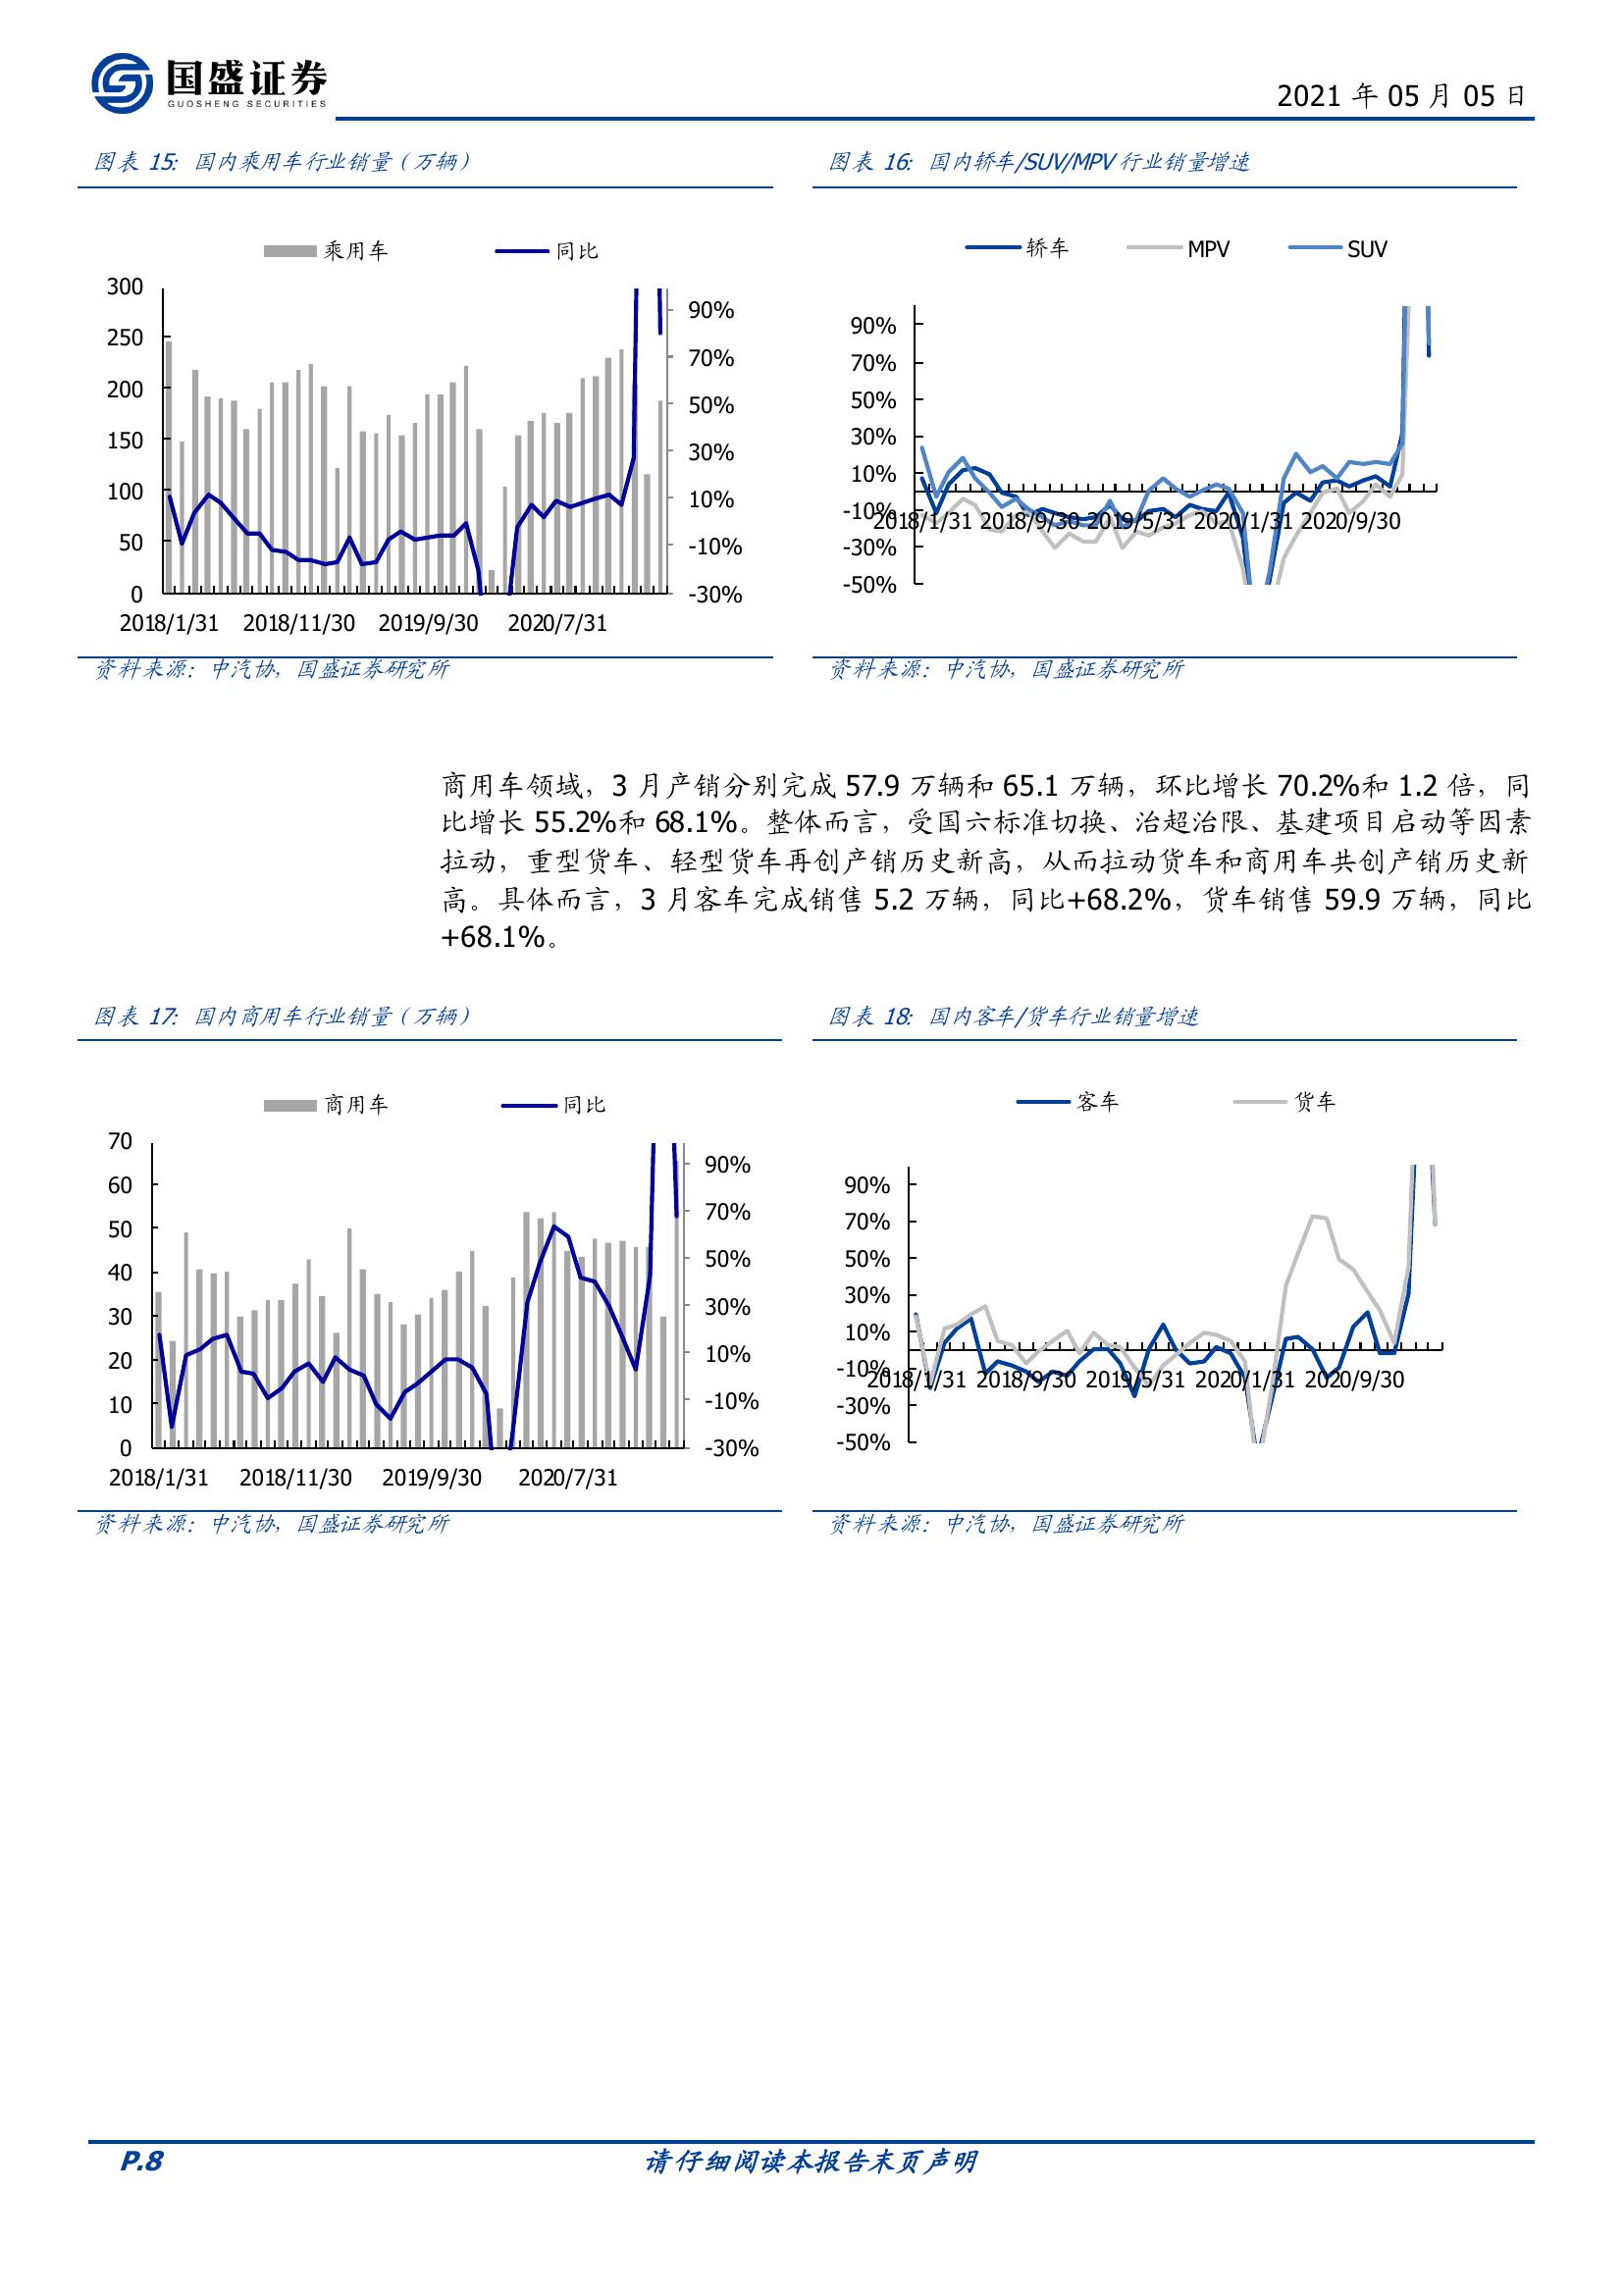 国盛证券
GUOSHENG SECURITIES
2021 年 05 月 05 日
图表 15: 国内乘用车行业销量（万辆）
图表 16: 国内轿车/SUV/MPV 行业销量增速
乘用车 同比
300
250
200
150
100
50
0
90%
70%
50%
30%
10%
-10%
-30%
2018/1/31 2018/11/30 2019/9/30 2020/7/31
轿车 MPV SUV
90%
70%
50%
30%
10%
-10%
-30%
-50%
2018/1/31 2018/9/30 2019/5/31 2020/1/31 2020/9/30
资料来源：中汽协，国盛证券研究所
资料来源：中汽协，国盛证券研究所
商用车领域，3 月产销分别完成 57.9 万辆和 65.1 万辆，环比增长 70.2%和 1.2 倍，同
比增长 55.2%和 68.1%。整体而言，受国六标准切换、治超治限、基建项目启动等因素
拉动，重型货车、轻型货车再创产销历史新高，从而拉动货车和商用车共创产销历史新
高。具体而言，3 月客车完成销售 5.2 万辆，同比+68.2%，货车销售 59.9 万辆，同比
+68.1%。
图表 17: 国内商用车行业销量（万辆）
图表 18: 国内客车/货车行业销量增速
商用车 同比
70
60
50
40
30
20
10
0
90%
70%
50%
30%
10%
-10%
-30%
2018/1/31 2018/11/30 2019/9/30 2020/7/31
客车 货车
90%
70%
50%
30%
10%
-10%
-30%
-50%
2018/1/31 2018/9/30 2019/5/31 2020/1/31 2020/9/30
资料来源：中汽协，国盛证券研究所
资料来源：中汽协，国盛证券研究所
P.8 请仔细阅读本报告末页声明